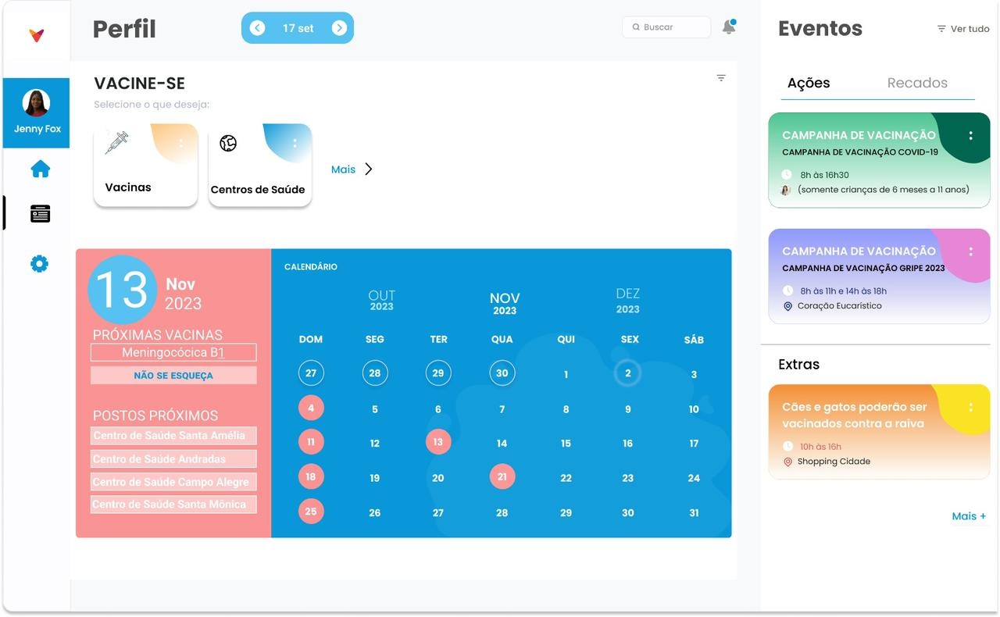 Perfil
17 set
Buscar
Jenny Fox
VACINE-SE
Selecione o que deseja:
Vacinas
Centros de Saúde
Mais
13
Nov
2023
PRÓXIMAS VACINAS
Meningocócica B1
NÃO SE ESQUEÇA
POSTOS PRÓXIMOS
Centro de Saúde Santa Amélia
Centro de Saúde Andradas
Centro de Saúde Campo Alegre
Centro de Saúde Santa Mônica
CALENDÁRIO
OUT NOV DEZ
2023 2023 2023
DOM SEG TER QUA QUI SEX SÁB
27 28 29 30 1 2 3
4 5 6 7 8 9 10
11 12 13 14 15 16 17
18 19 20 21 22 23 24
25 26 27 28 29 30 31
Eventos
Ver tudo
Ações Recados
CAMPANHA DE VACINAÇÃO
CAMPANHA DE VACINAÇÃO COVID-19
8h às 16h30
(somente crianças de 6 meses a 11 anos)
CAMPANHA DE VACINAÇÃO
CAMPANHA DE VACINAÇÃO GRIPE 2023
8h às 11h e 14h às 18h
Coração Eucarístico
Extras
Cães e gatos poderão ser
vacinados contra a raiva
10h às 16h
Shopping Cidade
Mais +